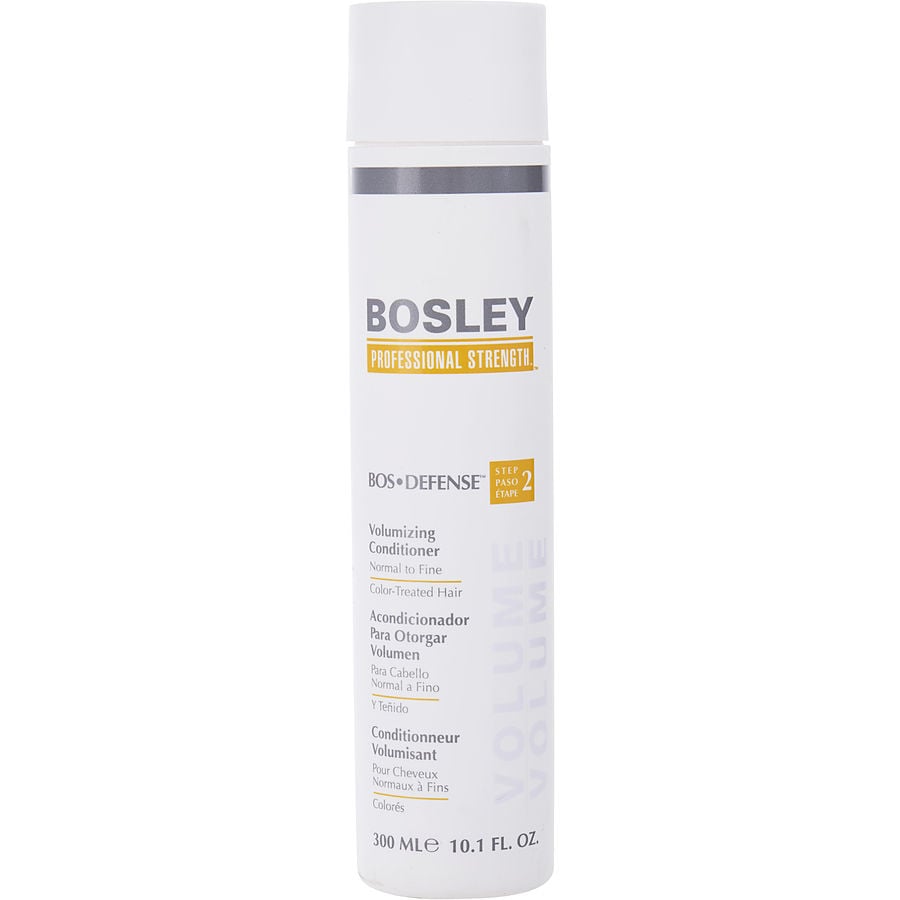 BOSLEY
PROFESSIONAL STRENGTH.™
BOS•DEFENSE™
STEP
PASO
ÉTAPE
2
Volumizing
Conditioner
Normal to Fine
Color-Treated Hair
Acondicionador
Para Otorgar
Volumen
Para Cabello
Normal a Fino
Y Teñido
Conditionneur
Volumisant
Pour Cheveux
Normaux à Fins
Colorés
VOLUME
VOLUME
300 ML℮ 10.1 FL. OZ.